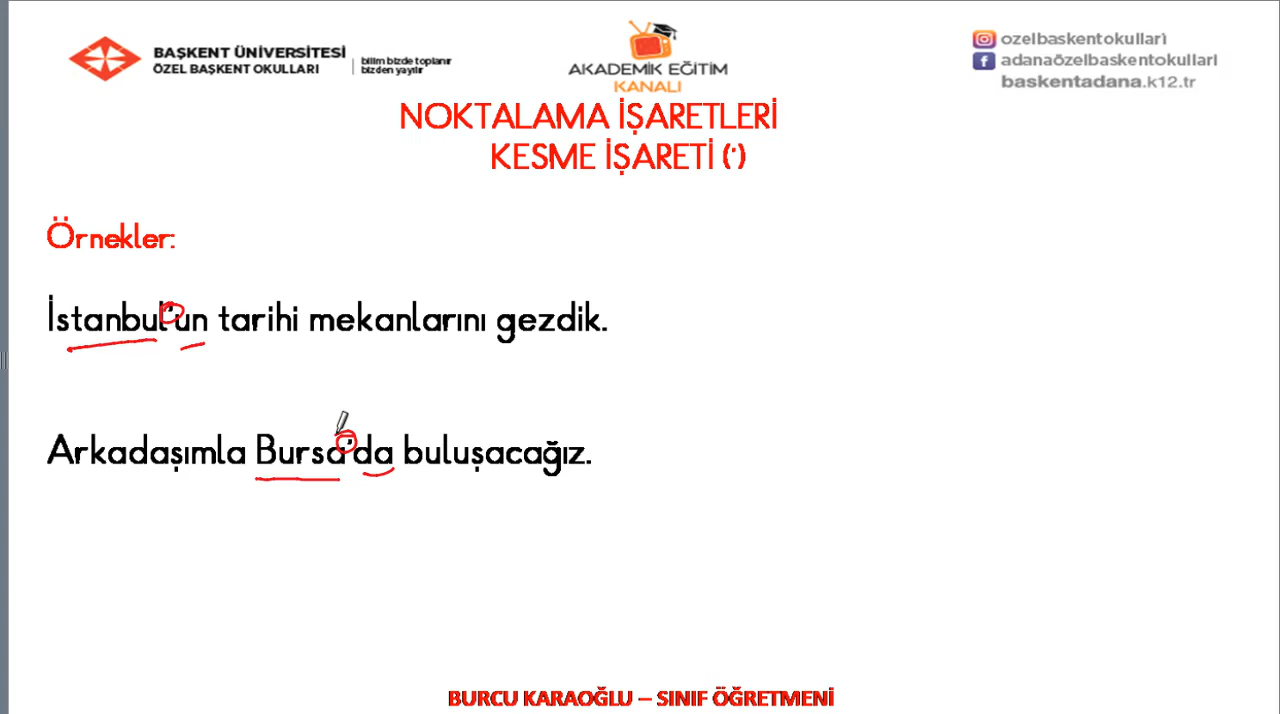 BAŞKENT ÜNİVERSİTESİ
ÖZEL BAŞKENT OKULLARI
bilim bizde toplanır
bizden yayılır
AKADEMİK EĞİTİM
KANALI
ozelbaskentokullari
adanaözelbaskentokullari
baskentadana.k12.tr
NOKTALAMA İŞARETLERİ
KESME İŞARETİ (')
Örnekler:
İstanbul'un tarihi mekanlarını gezdik.
Arkadaşımla Bursa'da buluşacağız.
BURCU KARAOĞLU – SINIF ÖĞRETMENİ